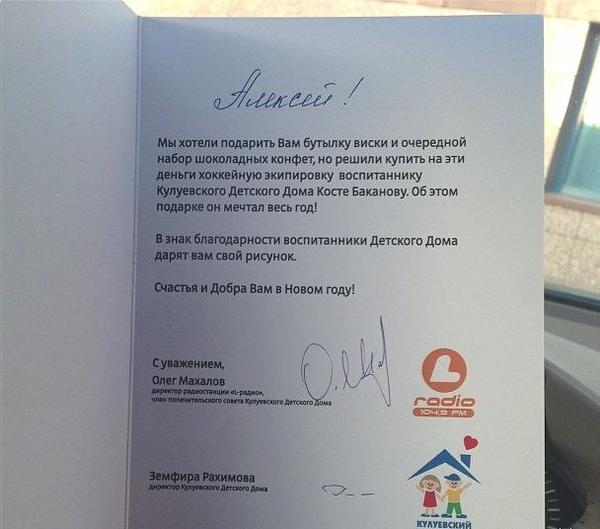 Алексей!
Мы хотели подарить Вам бутылку виски и очередной
набор шоколадных конфет, но решили купить на эти
деньги хоккейную экипировку воспитаннику
Кулуевского Детского Дома Косте Баканову. Об этом
подарке он мечтал весь год!
В знак благодарности воспитанники Детского Дома
дарят вам свой рисунок.
Счастья и Добра Вам в Новом году!
С уважением,
Олег Махалов
директор радиостанции «L-радио»,
член попечительского совета Кулуевского Детского Дома
L
radio
104,9 FM
Земфира Рахимова
директор Кулуевского Детского Дома
КУЛУЕВСКИЙ